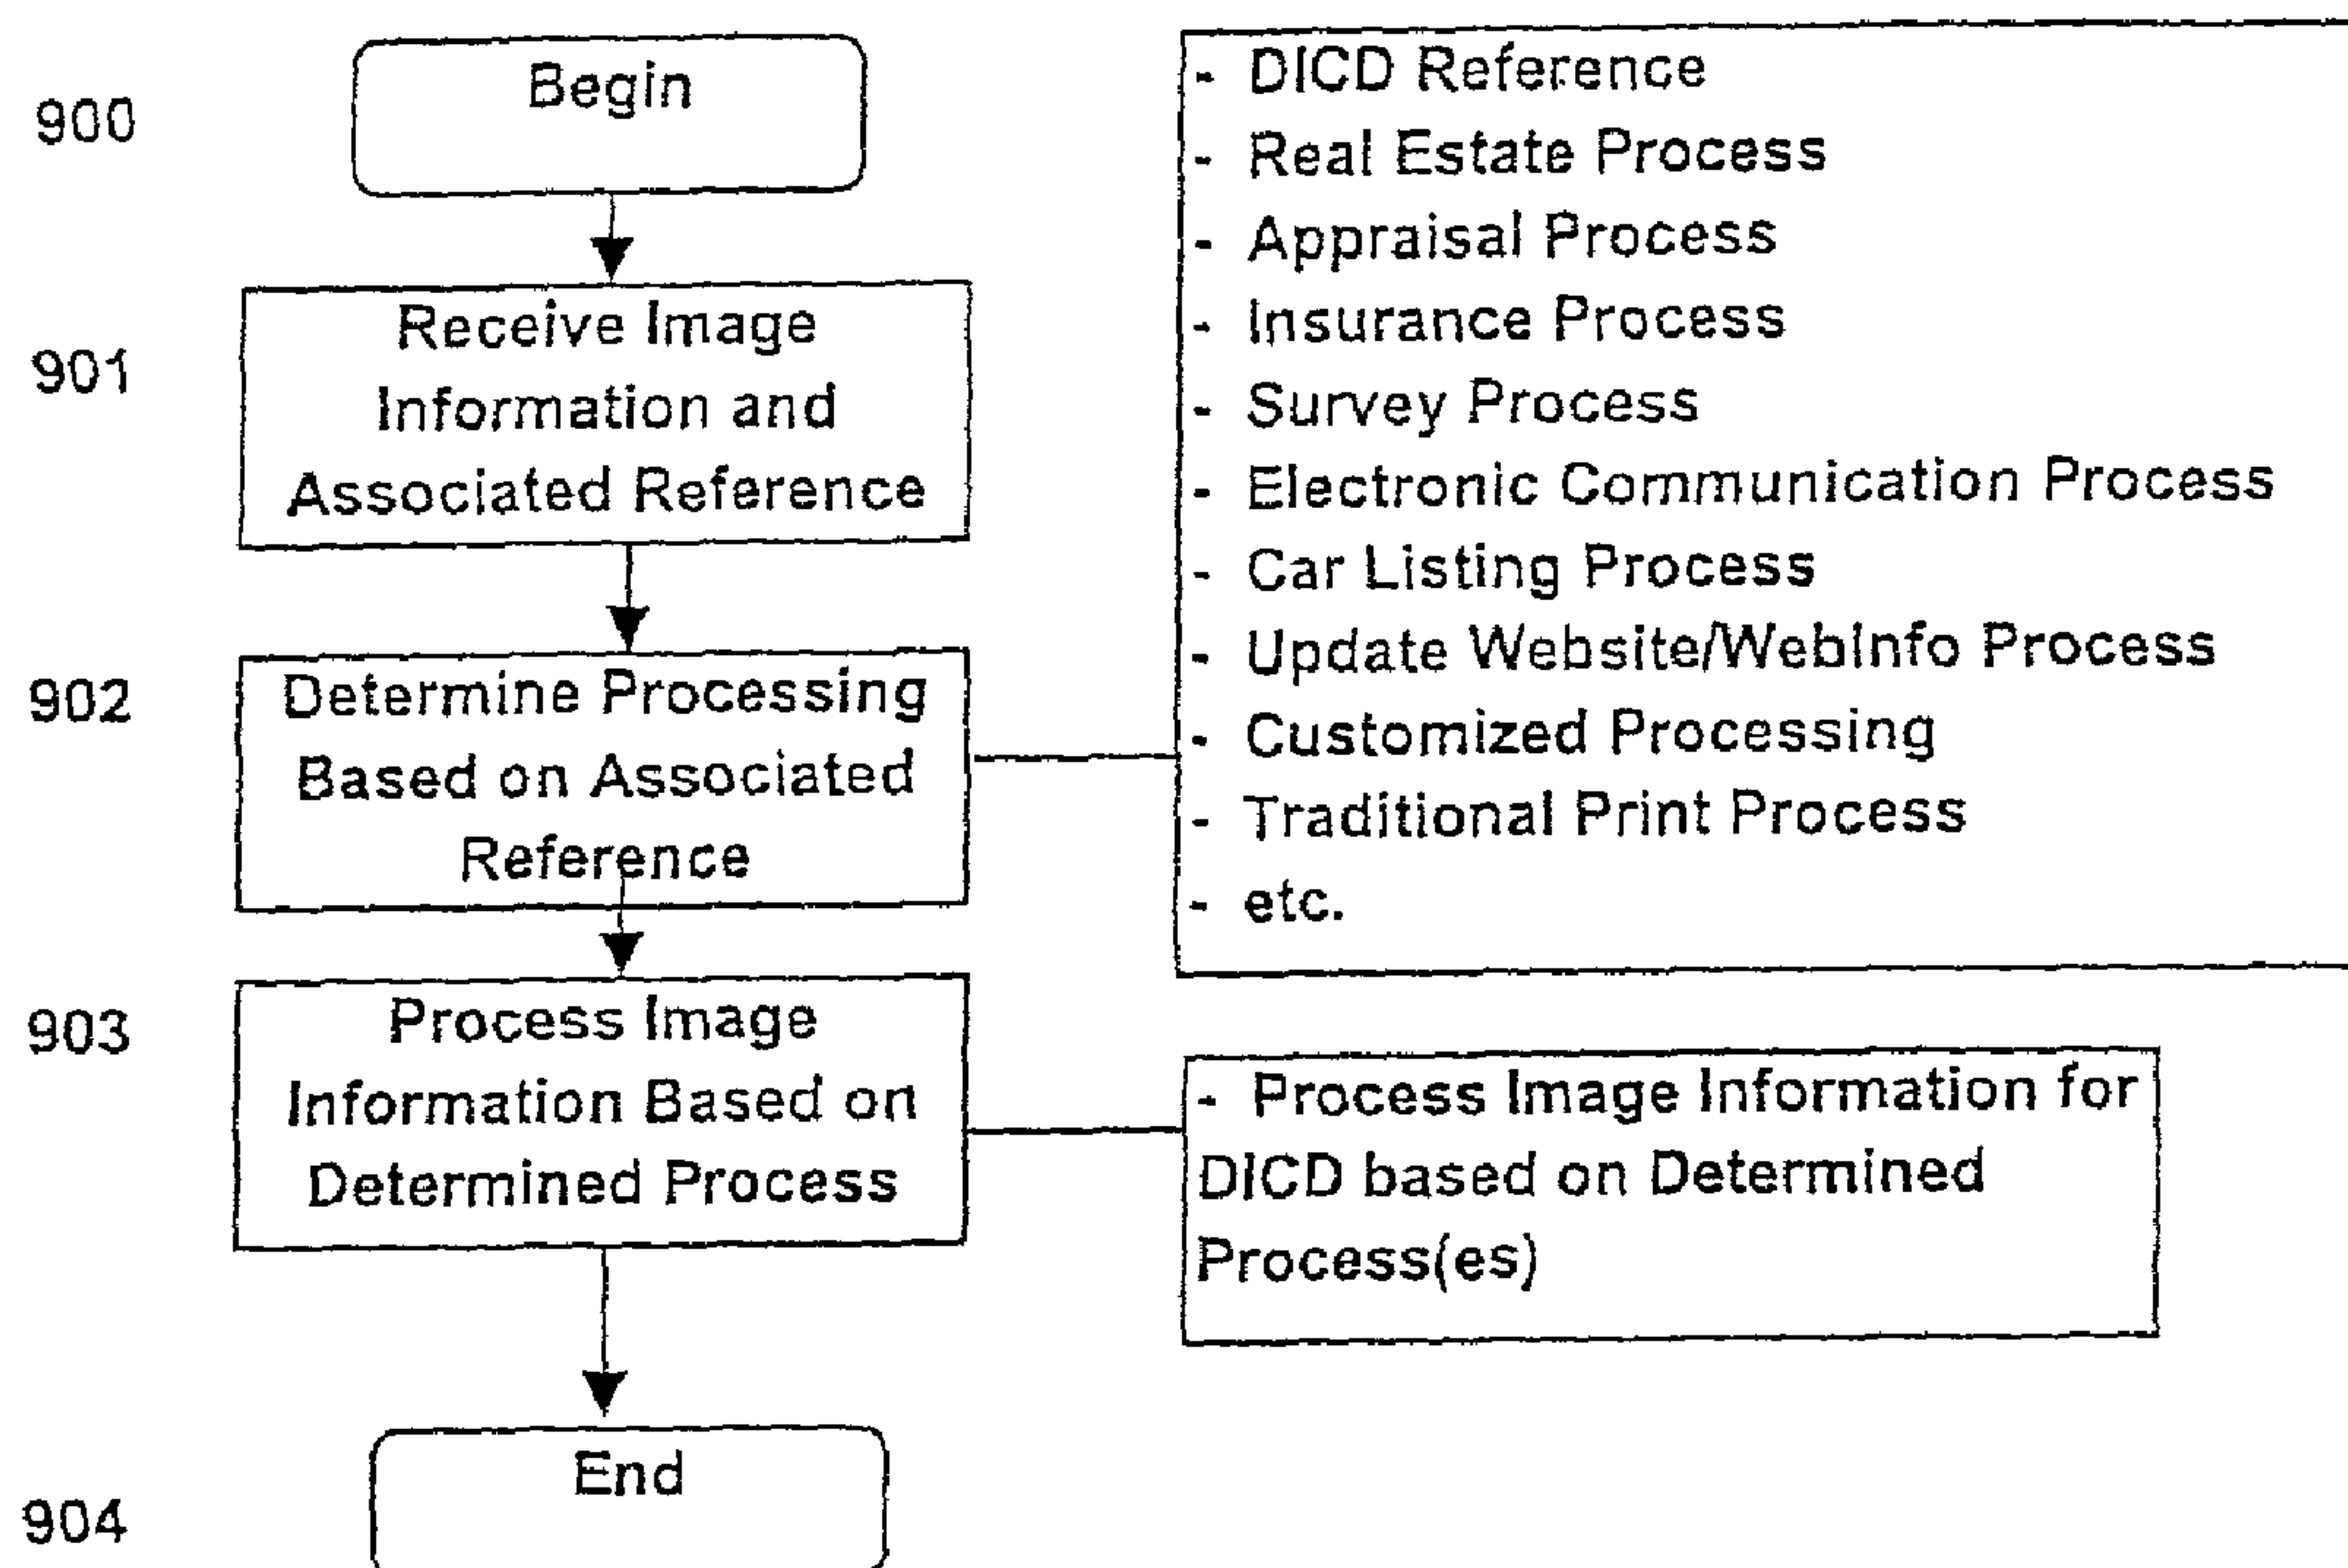 900
Begin
901
Receive Image
Information and
Associated Reference
902
Determine Processing
Based on Associated
Reference
903
Process Image
Information Based on
Determined Process
904
End
- DICD Reference
- Real Estate Process
- Appraisal Process
- Insurance Process
- Survey Process
- Electronic Communication Process
- Car Listing Process
- Update Website/WebInfo Process
- Customized Processing
- Traditional Print Process
- etc.
- Process Image Information for
DICD based on Determined
Process(es)